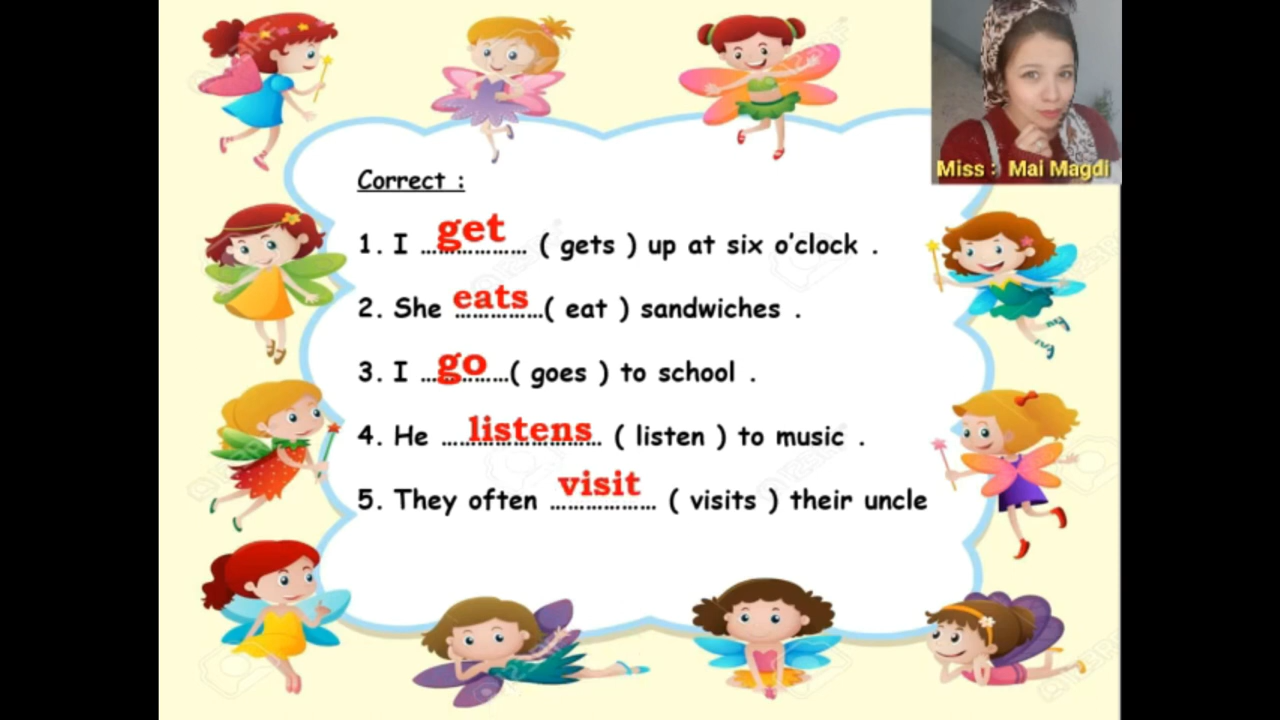 Miss : Mai Magdi
Correct :
1. I ...get... ( gets ) up at six o'clock .
2. She ...eats...( eat ) sandwiches .
3. I ...go...( goes ) to school .
4. He ...listens... ( listen ) to music .
5. They often ...visit... ( visits ) their uncle